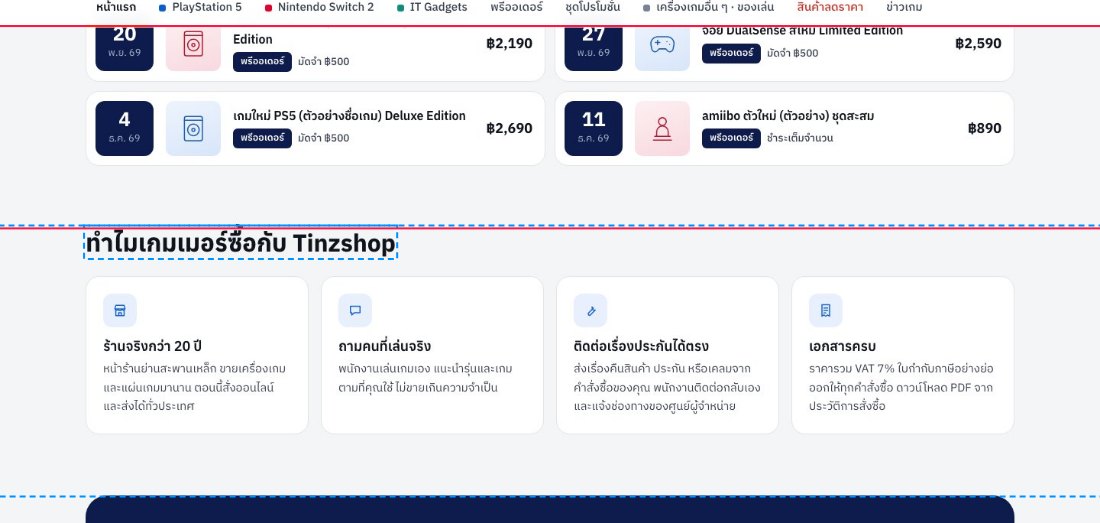 หน้าแรก PlayStation 5 Nintendo Switch 2 IT Gadgets พรีออเดอร์ ชุดโปรโมชั่น เครื่องเกมอื่น ๆ · ของเล่น สินค้าลดราคา ข่าวเกม
20
พ.ย. 69
Edition
พรีออเดอร์ มัดจำ ฿500
฿2,190
27
พ.ย. 69
จอย DualSense สีใหม่ Limited Edition
พรีออเดอร์ มัดจำ ฿500
฿2,590
4
ธ.ค. 69
เกมใหม่ PS5 (ตัวอย่างชื่อเกม) Deluxe Edition
พรีออเดอร์ มัดจำ ฿500
฿2,690
11
ธ.ค. 69
amiibo ตัวใหม่ (ตัวอย่าง) ชุดสะสม
พรีออเดอร์ ชำระเต็มจำนวน
฿890
ทำไมเกมเมอร์ซื้อกับ Tinzshop
ร้านจริงกว่า 20 ปี
หน้าร้านย่านสะพานเหล็ก ขายเครื่องเกม
และแผ่นเกมมานาน ตอนนี้สั่งออนไลน์
และส่งได้ทั่วประเทศ
ถามคนที่เล่นจริง
พนักงานเล่นเกมเอง แนะนำรุ่นและเกม
ตามที่คุณใช้ ไม่ขายเกินความจำเป็น
ติดต่อเรื่องประกันได้ตรง
ส่งเรื่องคืนสินค้า ประกัน หรือเคลมจาก
คำสั่งซื้อของคุณ พนักงานติดต่อกลับเอง
และแจ้งช่องทางของศูนย์ผู้จำหน่าย
เอกสารครบ
ราคารวม VAT 7% ใบกำกับภาษีอย่างย่อ
ออกให้ทุกคำสั่งซื้อ ดาวน์โหลด PDF จาก
ประวัติการสั่งซื้อ